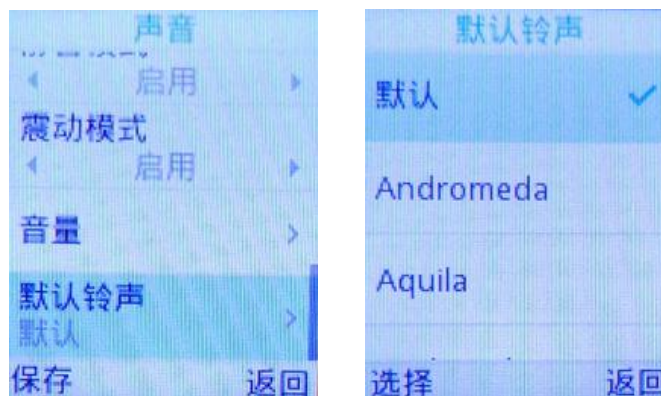 声音
启用
震动模式
启用
音量
默认铃声
默认
保存
返回
默认铃声
默认
Andromeda
Aquila
选择
返回